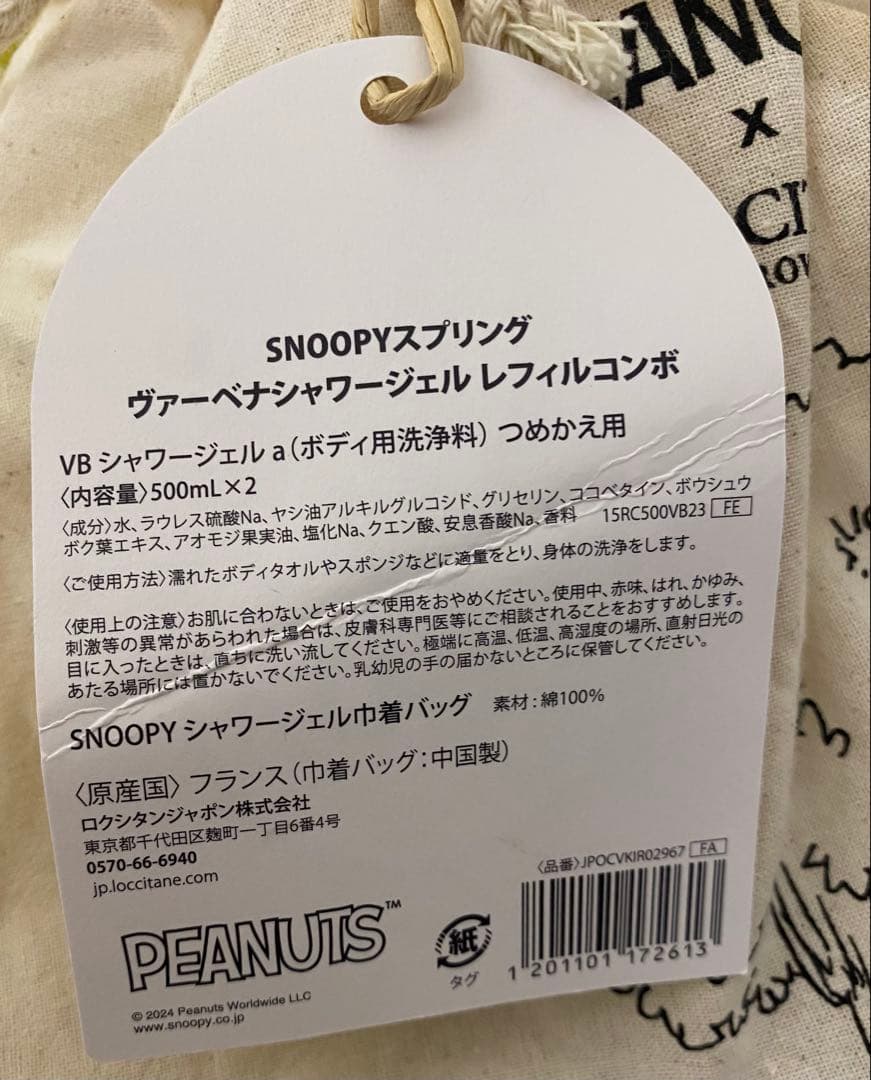 SNOOPYスプリング
ヴァーベナシャワージェル レフィルコンボ
VB シャワージェル a（ボディ用洗浄料）つめかえ用
〈内容量〉500mL×2
〈成分〉水、ラウレス硫酸Na、ヤシ油アルキルグルコシド、グリセリン、ココベタイン、ボウシュウ
ボク葉エキス、アオモジ果実油、塩化Na、クエン酸、安息香酸Na、香料 15RC500VB23 FE
〈ご使用方法〉濡れたボディタオルやスポンジなどに適量をとり、身体の洗浄をします。
〈使用上の注意〉お肌に合わないときは、ご使用をおやめください。使用中、赤味、はれ、かゆみ、
刺激等の異常があらわれた場合は、皮膚科専門医等にご相談されることをおすすめします。
目に入ったときは、直ちに洗い流してください。極端に高温、低温、高湿度の場所、直射日光の
あたる場所には置かないでください。乳幼児の手の届かないところに保管してください。
SNOOPY シャワージェル巾着バッグ 素材：綿100%
〈原産国〉フランス（巾着バッグ：中国製）
ロクシタンジャポン株式会社
東京都千代田区麹町一丁目6番4号
0570-66-6940
jp.loccitane.com
〈品番〉JPOCVKIR02967 FA
PEANUTS™
紙
タグ
1 201101 172613
© 2024 Peanuts Worldwide LLC
www.snoopy.co.jp
EANU
x
CI
ROV